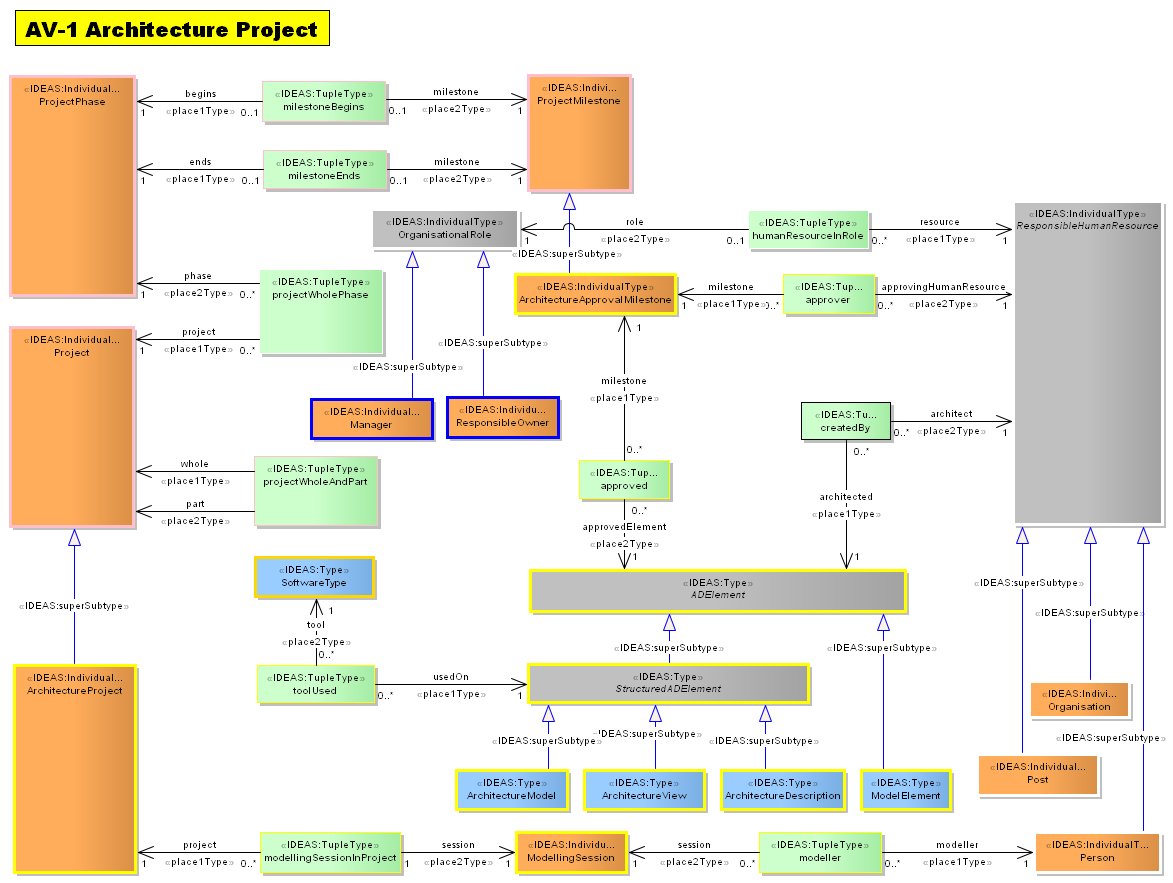 AV-1 Architecture Project
«IDEAS:Individual...
ProjectPhase
begins
«place1Type»
1
0..1
«IDEAS:TupleType»
milestoneBegins
milestone
«place2Type»
0..1
1
«IDEAS:Indivi...
ProjectMilestone
ends
«place1Type»
1
0..1
«IDEAS:TupleType»
milestoneEnds
milestone
«place2Type»
0..1
1
«IDEAS:IndividualType»
OrganisationalRole
role
«place2Type»
1
0..1
«IDEAS:TupleType»
humanResourceInRole
resource
«place1Type»
0..*
1
«IDEAS:IndividualType»
ResponsibleHumanResource
«IDEAS:superSubtype»
phase
«place2Type»
1
0..*
«IDEAS:TupleType»
projectWholePhase
«IDEAS:IndividualType»
ArchitectureApprovalMilestone
milestone
«place1Type»
1
0..*
«IDEAS:Tup...
approver
approvingHumanResource
«place2Type»
0..*
1
«IDEAS:Individual...
Project
project
«place1Type»
1
0..*
1
«IDEAS:superSubtype»
«IDEAS:superSubtype»
milestone
«place1Type»
0..*
«IDEAS:Individual...
Manager
«IDEAS:Individu...
ResponsibleOwner
«IDEAS:Tu...
createdBy
architect
«place2Type»
0..*
1
0..*
whole
«place1Type»
1
part
«place2Type»
1
«IDEAS:TupleType»
projectWholeAndPart
«IDEAS:Tup...
approved
0..*
approvedElement
«place2Type»
1
architected
«place1Type»
1
«IDEAS:Type»
SoftwareType
1
tool
«place2Type»
0..*
«IDEAS:Type»
ADElement
«IDEAS:superSubtype»
«IDEAS:superSubtype»
«IDEAS:superSubtype»
«IDEAS:superSubtype»
«IDEAS:superSubtype»
«IDEAS:Individual...
ArchitectureProject
«IDEAS:TupleType»
toolUsed
usedOn
«place1Type»
0..*
1
«IDEAS:Type»
StructuredADElement
«IDEAS:Indivi...
Organisation
«IDEAS:superSubtype»
«IDEAS:superSubtype»
«IDEAS:superSubtype»
«IDEAS:superSubtype»
«IDEAS:Type»
ArchitectureModel
«IDEAS:Type»
ArchitectureView
«IDEAS:Type»
ArchitectureDescription
«IDEAS:Type»
ModelElement
«IDEAS:Individual...
Post
project
«place1Type»
1
0..*
«IDEAS:TupleType»
modellingSessionInProject
session
«place2Type»
1
1
«IDEAS:Individu...
ModellingSession
session
«place2Type»
1
0..*
«IDEAS:TupleType»
modeller
modeller
«place1Type»
0..*
1
«IDEAS:IndividualT...
Person